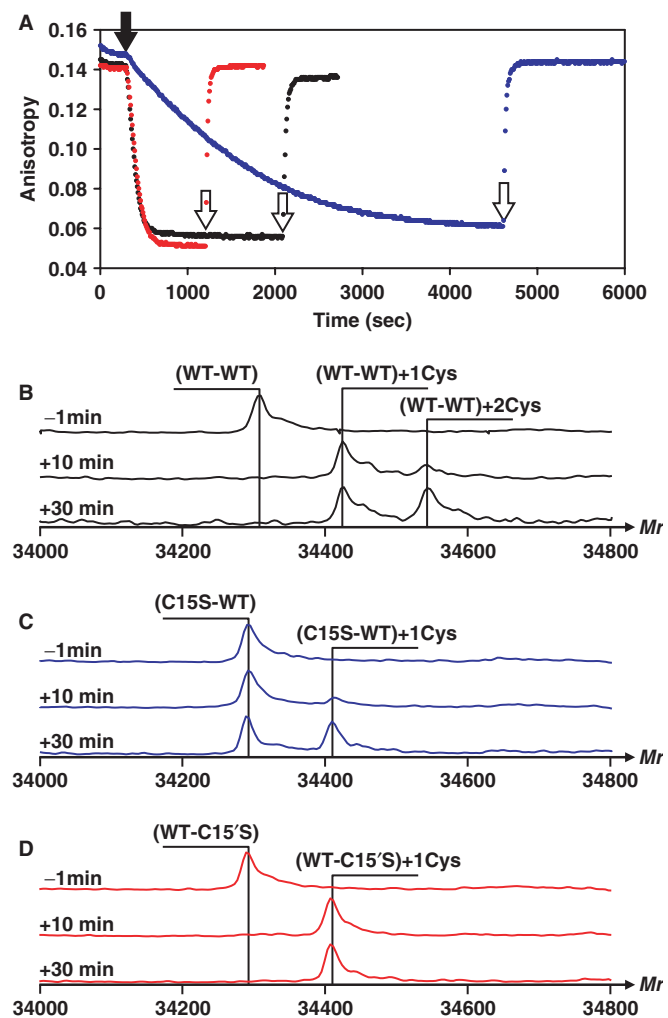 A
0.16
0.14
0.12
0.10
0.08
0.06
0.04
Anisotropy
0 1000 2000 3000 4000 5000 6000
Time (sec)
B
(WT-WT)
(WT-WT)+1Cys
(WT-WT)+2Cys
−1min
+10 min
+30 min
Mr
34000 34200 34400 34600 34800
C
(C15S-WT)
(C15S-WT)+1Cys
−1min
+10 min
+30 min
Mr
34000 34200 34400 34600 34800
D
(WT-C15′S)
(WT-C15′S)+1Cys
−1min
+10 min
+30 min
Mr
34000 34200 34400 34600 34800